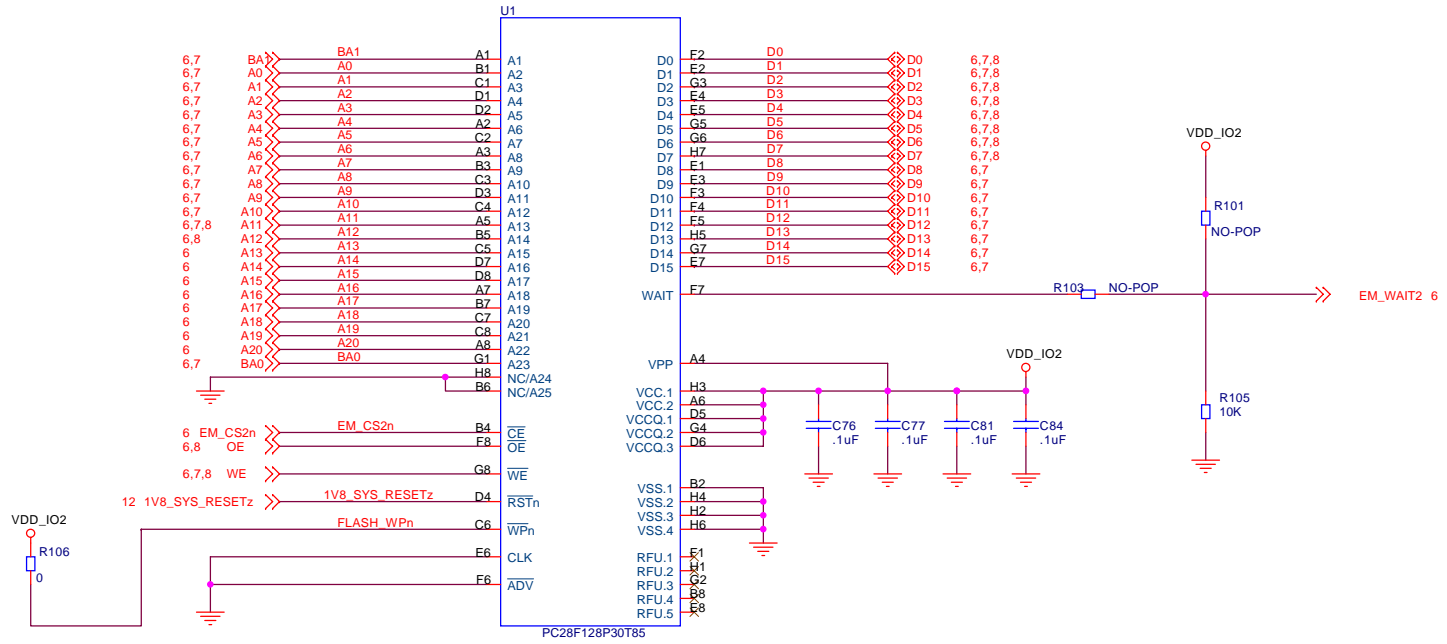 U1
6,7 BA1 BA1 A1 A1 D0 F2 D0 D0 6,7,8
6,7 A0 A0 B1 A2 D1 E2 D1 D1 6,7,8
6,7 A1 A1 C1 A3 D2 G3 D2 D2 6,7,8
6,7 A2 A2 D1 A4 D3 E4 D3 D3 6,7,8
6,7 A3 A3 D2 A5 D4 E5 D4 D4 6,7,8
6,7 A4 A4 A2 A6 D5 G5 D5 D5 6,7,8
6,7 A5 A5 C2 A7 D6 G6 D6 D6 6,7,8
6,7 A6 A6 A3 A8 D7 H7 D7 D7 6,7,8
6,7 A7 A7 B3 A9 D8 E1 D8 D8 6,7
6,7 A8 A8 C3 A10 D9 E3 D9 D9 6,7
6,7 A9 A9 D3 A11 D10 F3 D10 D10 6,7
6,7 A10 A10 C4 A12 D11 F4 D11 D11 6,7
6,7,8 A11 A11 A5 A13 D12 F5 D12 D12 6,7
6,8 A12 A12 B5 A14 D13 H5 D13 D13 6,7
6 A13 A13 C5 A15 D14 G7 D14 D14 6,7
6 A14 A14 D7 A16 D15 E7 D15 D15 6,7
6 A15 A15 D8 A17
6 A16 A16 A7 A18 WAIT F7 R103 NO-POP EM_WAIT2 6
6 A17 A17 B7 A19
6 A18 A18 C7 A20
6 A19 A19 C8 A21
6 A20 A20 A8 A22
6,7 BA0 BA0 G1 A23 VPP A4
H8 NC/A24
B6 NC/A25
VDD_IO2
R101
NO-POP
VDD_IO2
VCC.1 H3
VCC.2 A6
VCCQ.1 D5
VCCQ.2 G4
VCCQ.3 D6
C76
.1uF
C77
.1uF
C81
.1uF
C84
.1uF
R105
10K
6 EM_CS2n EM_CS2n B4 CE
6,8 OE F8 OE
6,7,8 WE G8 WE
12 1V8_SYS_RESETz 1V8_SYS_RESETz D4 RSTn
VDD_IO2
FLASH_WPn C6 WPn
R106
0
E6 CLK
F6 ADV
VSS.1 B2
VSS.2 H4
VSS.3 H2
VSS.4 H6
RFU.1 F1
RFU.2 H1
RFU.3 G2
RFU.4 B8
RFU.5 E8
PC28F128P30T85